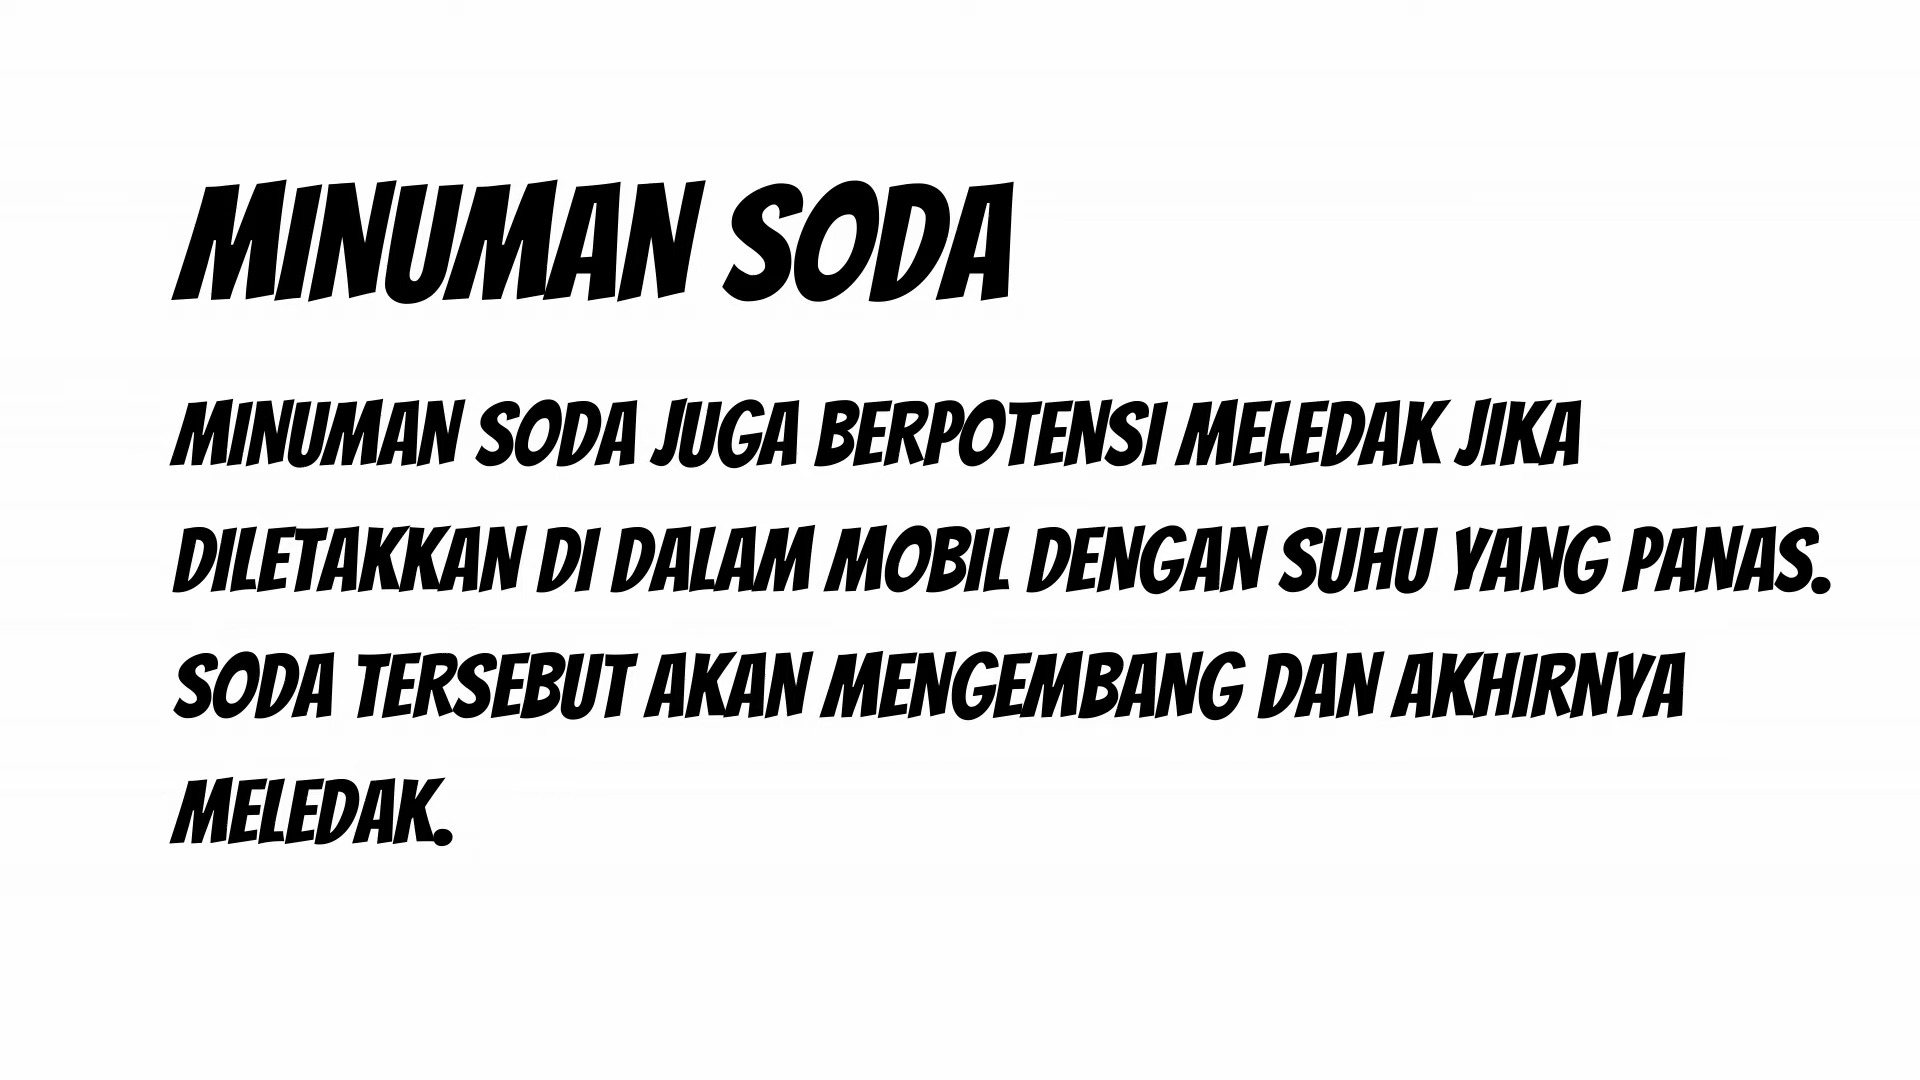 MINUMAN SODA
MINUMAN SODA JUGA BERPOTENSI MELEDAK JIKA
DILETAKKAN DI DALAM MOBIL DENGAN SUHU YANG PANAS.
SODA TERSEBUT AKAN MENGEMBANG DAN AKHIRNYA
MELEDAK.